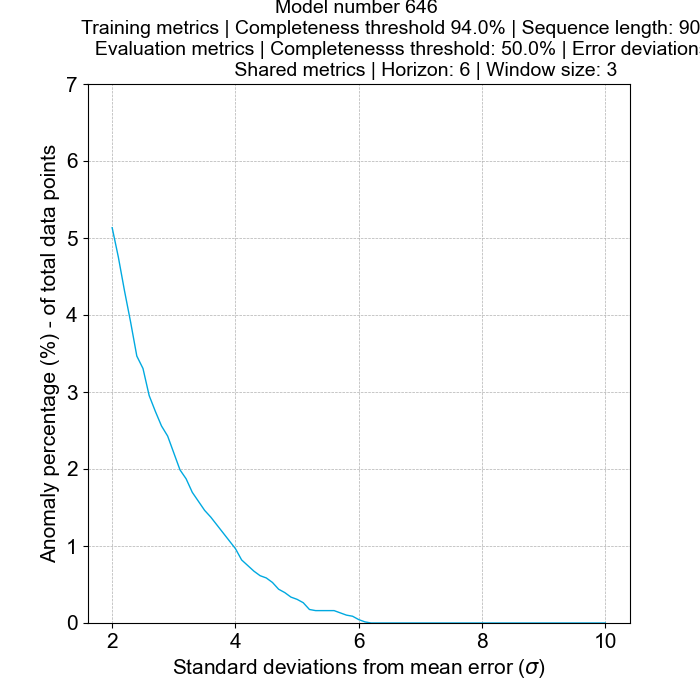 Model number 646
Training metrics | Completeness threshold 94.0% | Sequence length: 90
Evaluation metrics | Completenesss threshold: 50.0% | Error deviation
Shared metrics | Horizon: 6 | Window size: 3
7
6
5
4
3
2
1
0
Anomaly percentage (%) - of total data points
2 4 6 8 10
Standard deviations from mean error (σ)